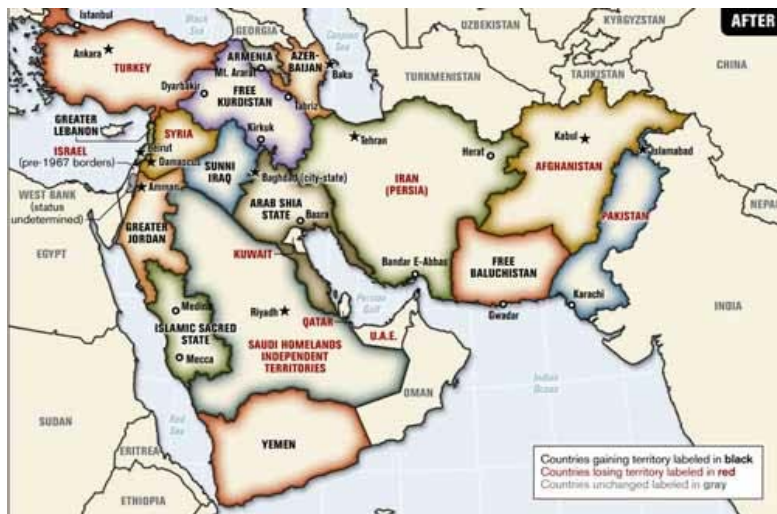 AFTER
Istanbul
Black
Sea
GEORGIA
Caspian
Sea
UZBEKISTAN
KYRGYZSTAN
Ankara
TURKEY
ARMENIA
Mt. Ararat
AZER-
BAIJAN
Baku
TURKMENISTAN
TAJIKISTAN
CHINA
Dyarbakir
FREE
KURDISTAN
Tabriz
GREATER
LEBANON
SYRIA
Kirkuk
Tehran
Herat
Kabul
Islamabad
ISRAEL
(pre-1967 borders)
Beirut
Damascus
SUNNI
IRAQ
Baghdad (city-state)
IRAN
(PERSIA)
AFGHANISTAN
WEST BANK
(status
undetermined)
Amman
ARAB SHIA
STATE
Basra
PAKISTAN
NEPAL
GREATER
JORDAN
EGYPT
KUWAIT
Bandar E-Abbas
FREE
BALUCHISTAN
Karachi
Gwadar
INDIA
Medina
ISLAMIC SACRED
STATE
Mecca
Riyadh
Persian
Gulf
QATAR
U.A.E.
SAUDI HOMELANDS
INDEPENDENT
TERRITORIES
OMAN
Indian
Ocean
SUDAN
Red
Sea
YEMEN
ERITREA
ETHIOPIA
Countries gaining territory labeled in black
Countries losing territory labeled in red
Countries unchanged labeled in gray